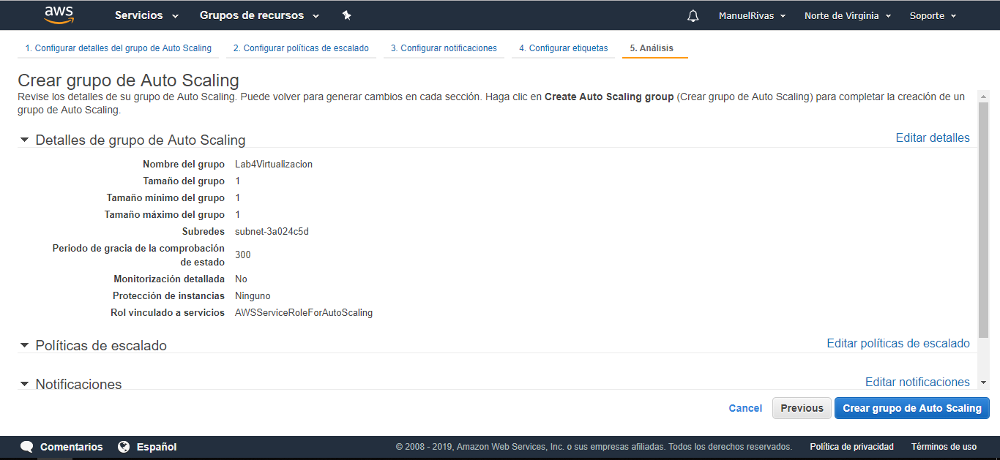 aws
Servicios
Grupos de recursos
ManuelRivas
Norte de Virginia
Soporte
1. Configurar detalles del grupo de Auto Scaling
2. Configurar políticas de escalado
3. Configurar notificaciones
4. Configurar etiquetas
5. Análisis
Crear grupo de Auto Scaling
Revise los detalles de su grupo de Auto Scaling. Puede volver para generar cambios en cada sección. Haga clic en Create Auto Scaling group (Crear grupo de Auto Scaling) para completar la creación de un
grupo de Auto Scaling.
Detalles de grupo de Auto Scaling
Editar detalles
Nombre del grupo Lab4Virtualizacion
Tamaño del grupo 1
Tamaño mínimo del grupo 1
Tamaño máximo del grupo 1
Subredes subnet-3a024c5d
Periodo de gracia de la comprobación
de estado 300
Monitorización detallada No
Protección de instancias Ninguno
Rol vinculado a servicios AWSServiceRoleForAutoScaling
Políticas de escalado
Editar políticas de escalado
Notificaciones
Editar notificaciones
Cancel
Previous
Crear grupo de Auto Scaling
Comentarios
Español
© 2008 - 2019, Amazon Web Services, Inc. o sus empresas afiliadas. Todos los derechos reservados.
Política de privacidad
Términos de uso